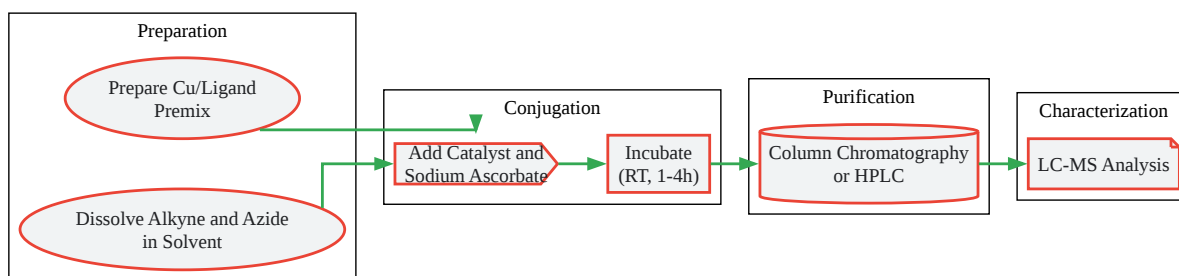 Preparation
Prepare Cu/Ligand
Premix
Dissolve Alkyne and Azide
in Solvent
Conjugation
Add Catalyst and
Sodium Ascorbate
Incubate
(RT, 1-4h)
Purification
Column Chromatography
or HPLC
Characterization
LC-MS Analysis